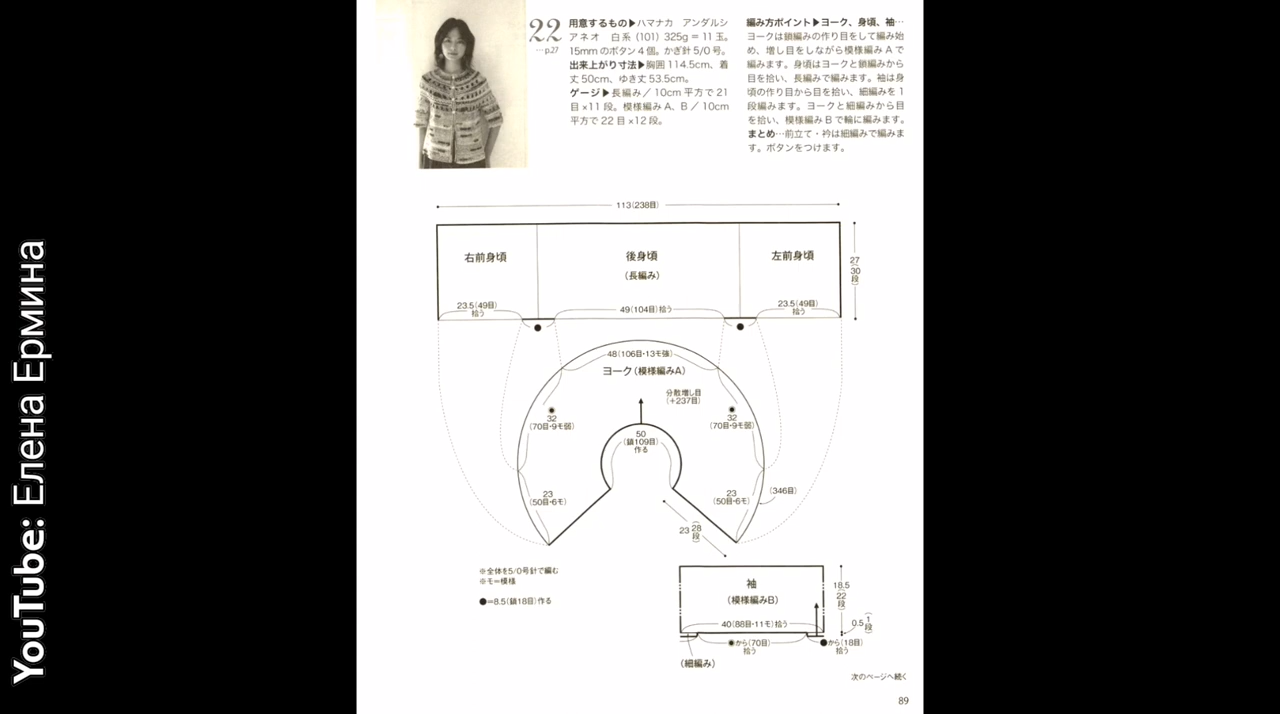 YouTube: Елена Ермина
22
…p.27
用意するもの▶ハマナカ　アンダルシ
アネオ　白系(101) 325g＝11玉。
15mmのボタン4個。かぎ針5/0号。
出来上がり寸法▶胸囲114.5cm、着
丈50cm、ゆき丈53.5cm。
ゲージ▶長編み／10cm平方で21
目×11段。模様編みA、B／10cm
平方で22目×12段。
編み方ポイント▶ヨーク、身頃、袖…
ヨークは鎖編みの作り目をして編み始
め、増し目をしながら模様編みAで
編みます。身頃はヨークと鎖編みから
目を拾い、長編みで編みます。袖は身
頃の作り目から目を拾い、細編みを1
段編みます。ヨークと細編みから目
を拾い、模様編みBで輪に編みます。
まとめ…前立て・衿は細編みで編みま
す。ボタンをつけます。
113(238目)
右前身頃
後身頃
(長編み)
左前身頃
27(30段)
23.5(49目)
拾う
49(104目)拾う
23.5(49目)
拾う
48(106目・13モ強)
ヨーク(模様編みA)
分散増し目
(＋237目)
32
(70目・9モ弱)
32
(70目・9モ弱)
50
(鎖109目)
作る
23
(50目・6モ)
23
(50目・6モ)
(346目)
23(28段)
※全体を5/0号針で編む
※モ＝模様
●＝8.5(鎖18目)作る
袖
(模様編みB)
18.5(22段)
40(88目・11モ)拾う
0.5(1段)
◉から(70目)
拾う
●から(18目)
拾う
(細編み)
次のページへ続く
89